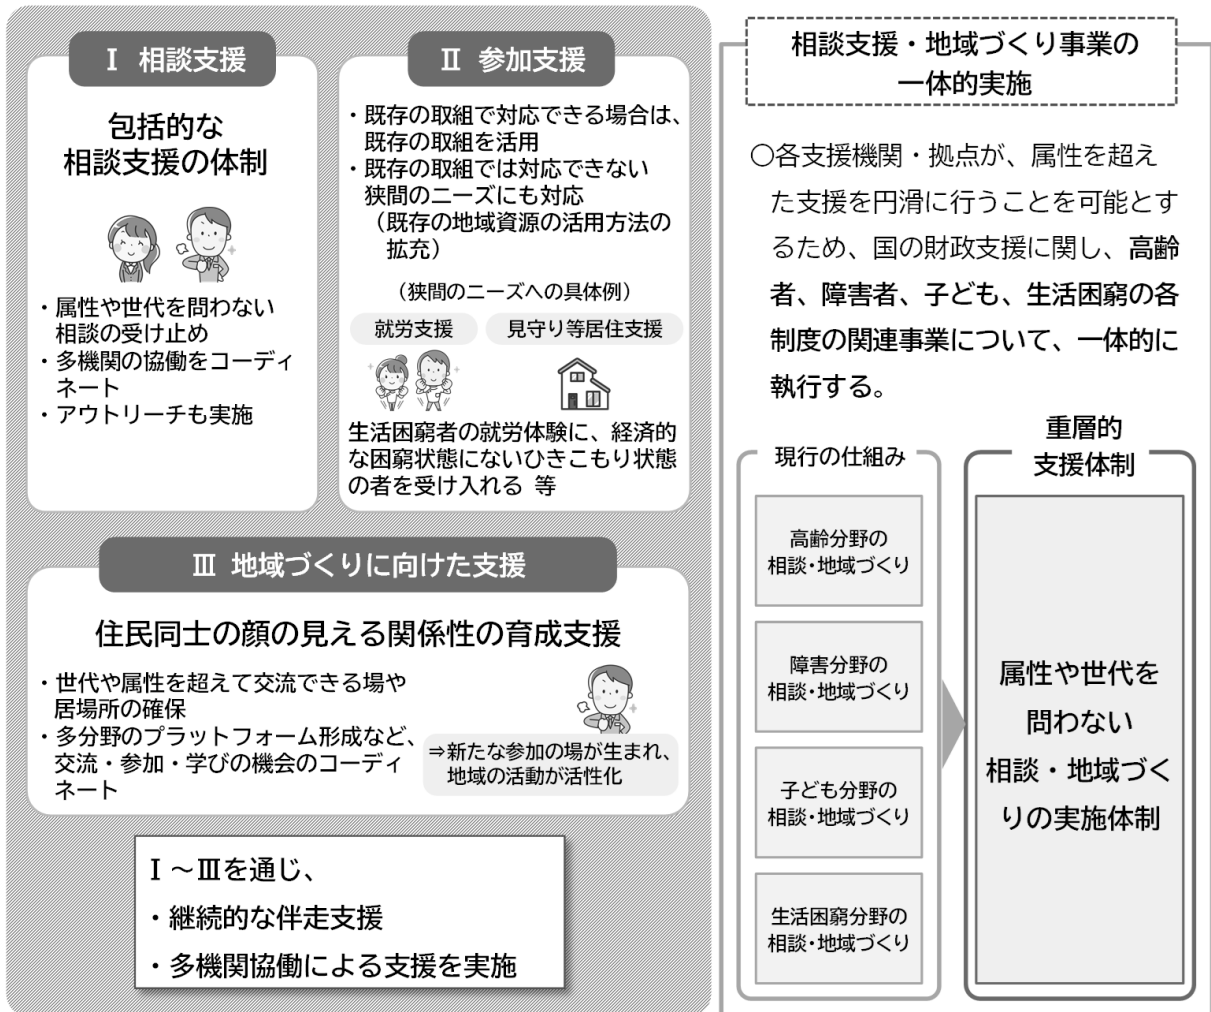 Ⅰ 相談支援
包括的な
相談支援の体制
・属性や世代を問わない
相談の受け止め
・多機関の協働をコーディ
ネート
・アウトリーチも実施
Ⅱ 参加支援
・既存の取組で対応できる場合は、
既存の取組を活用
・既存の取組では対応できない
狭間のニーズにも対応
（既存の地域資源の活用方法の
拡充）
（狭間のニーズへの具体例）
就労支援
見守り等居住支援
生活困窮者の就労体験に、経済的
な困窮状態にないひきこもり状態
の者を受け入れる 等
Ⅲ 地域づくりに向けた支援
住民同士の顔の見える関係性の育成支援
・世代や属性を超えて交流できる場や
居場所の確保
・多分野のプラットフォーム形成など、
交流・参加・学びの機会のコーディ
ネート
⇒新たな参加の場が生まれ、
地域の活動が活性化
Ⅰ～Ⅲを通じ、
・継続的な伴走支援
・多機関協働による支援を実施
相談支援・地域づくり事業の
一体的実施
○各支援機関・拠点が、属性を超え
た支援を円滑に行うことを可能とす
るため、国の財政支援に関し、高齢
者、障害者、子ども、生活困窮の各
制度の関連事業について、一体的に
執行する。
現行の仕組み
高齢分野の
相談・地域づくり
障害分野の
相談・地域づくり
子ども分野の
相談・地域づくり
生活困窮分野の
相談・地域づくり
重層的
支援体制
属性や世代を
問わない
相談・地域づく
りの実施体制